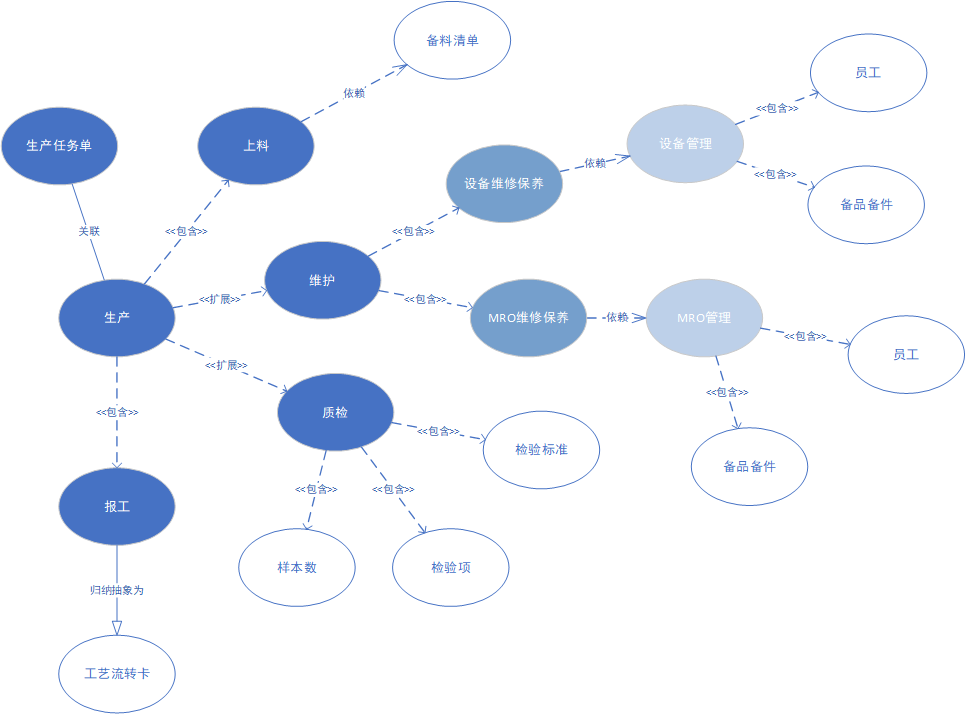 备料清单
员工
依赖
<<包含>>
生产任务单
上料
设备管理
依赖
<<包含>>
设备维修保养
备品备件
关联
<<包含>>
<<包含>>
维护
<<扩展>>
<<包含>>
生产
MRO维修保养
依赖
MRO管理
<<包含>>
员工
<<扩展>>
<<包含>>
<<包含>>
质检
<<包含>>
检验标准
备品备件
<<包含>>
<<包含>>
报工
样本数
检验项
归纳抽象为
工艺流转卡